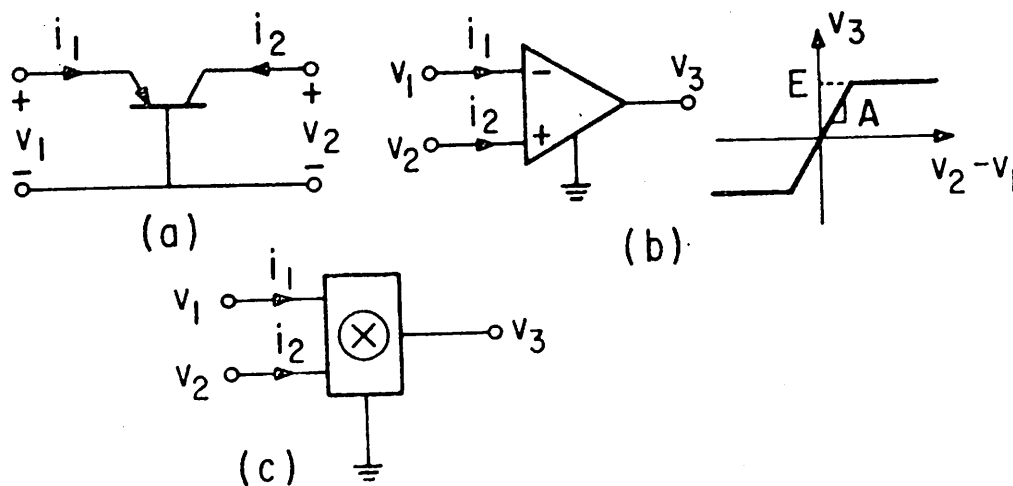 i1 i2
+ +
v1 v2
− −
(a)
i1
v1 − v3
i2
v2 +
v3
E
A
v2 −v1
(b)
i1
v1
v3
i2
v2
(c)